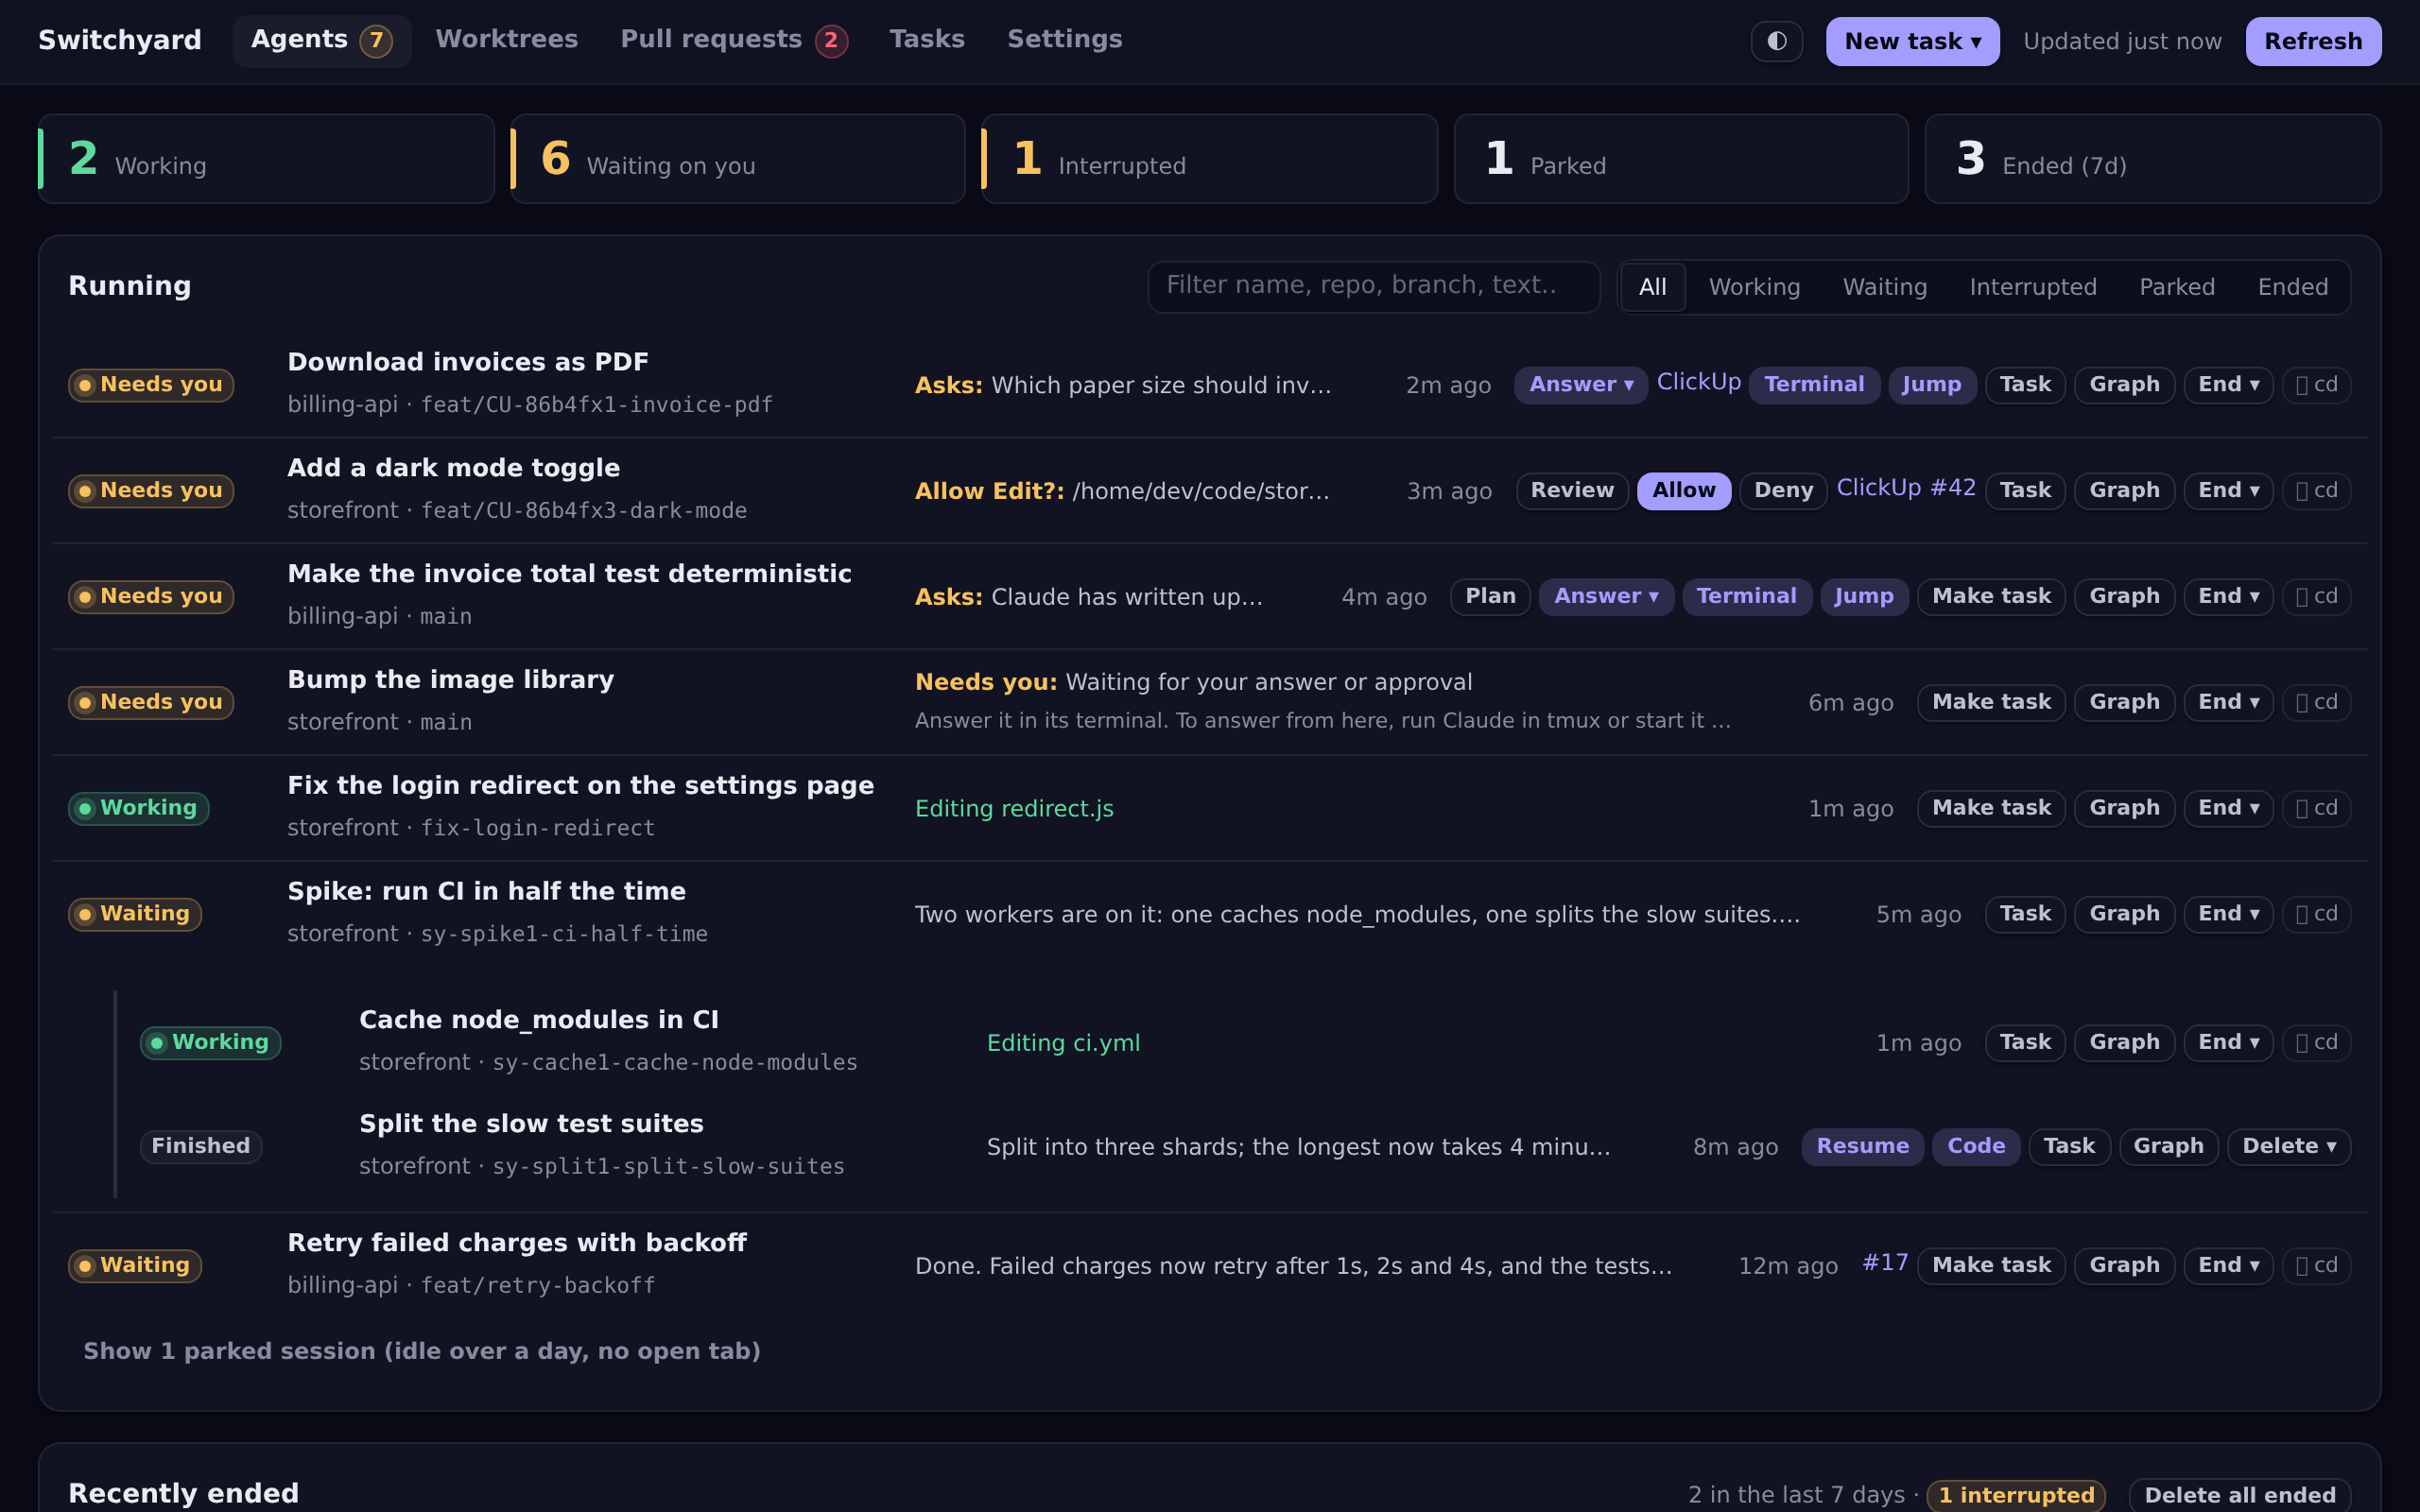 Switchyard Agents 7 Worktrees Pull requests 2 Tasks Settings ◐ New task ▾ Updated just now Refresh
2 Working 6 Waiting on you 1 Interrupted 1 Parked 3 Ended (7d)
Running Filter name, repo, branch, text.. All Working Waiting Interrupted Parked Ended
Download invoices as PDF
Needs you Asks: Which paper size should inv… 2m ago Answer ▾ ClickUp Terminal Jump Task Graph End ▾ cd
billing-api · feat/CU-86b4fx1-invoice-pdf
Add a dark mode toggle
Needs you Allow Edit?: /home/dev/code/stor… 3m ago Review Allow Deny ClickUp #42 Task Graph End ▾ cd
storefront · feat/CU-86b4fx3-dark-mode
Make the invoice total test deterministic
Needs you Asks: Claude has written up… 4m ago Plan Answer ▾ Terminal Jump Make task Graph End ▾ cd
billing-api · main
Bump the image library Needs you: Waiting for your answer or approval
Needs you 6m ago Make task Graph End ▾ cd
storefront · main Answer it in its terminal. To answer from here, run Claude in tmux or start it …
Fix the login redirect on the settings page
Working Editing redirect.js 1m ago Make task Graph End ▾ cd
storefront · fix-login-redirect
Spike: run CI in half the time
Waiting Two workers are on it: one caches node_modules, one splits the slow suites.… 5m ago Task Graph End ▾ cd
storefront · sy-spike1-ci-half-time
Cache node_modules in CI
Working Editing ci.yml 1m ago Task Graph End ▾ cd
storefront · sy-cache1-cache-node-modules
Split the slow test suites
Finished Split into three shards; the longest now takes 4 minu… 8m ago Resume Code Task Graph Delete ▾
storefront · sy-split1-split-slow-suites
Retry failed charges with backoff
Waiting Done. Failed charges now retry after 1s, 2s and 4s, and the tests… 12m ago #17 Make task Graph End ▾ cd
billing-api · feat/retry-backoff
Show 1 parked session (idle over a day, no open tab)
Recently ended 2 in the last 7 days · 1 interrupted Delete all ended